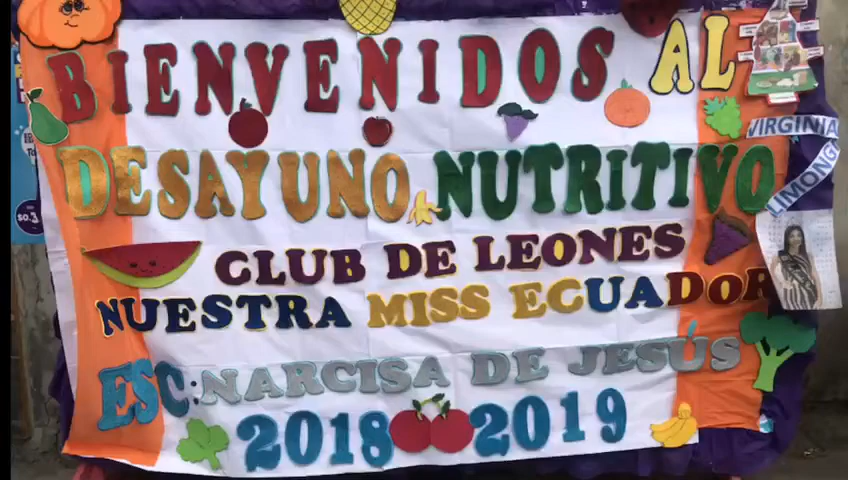 BIENVENIDOS AL
DESAYUNO NUTRITIVO
CLUB DE LEONES
NUESTRA MISS ECUADOR
ESC: NARCISA DE JESÚS
2018 2019
VIRGINIA
LIMONGI